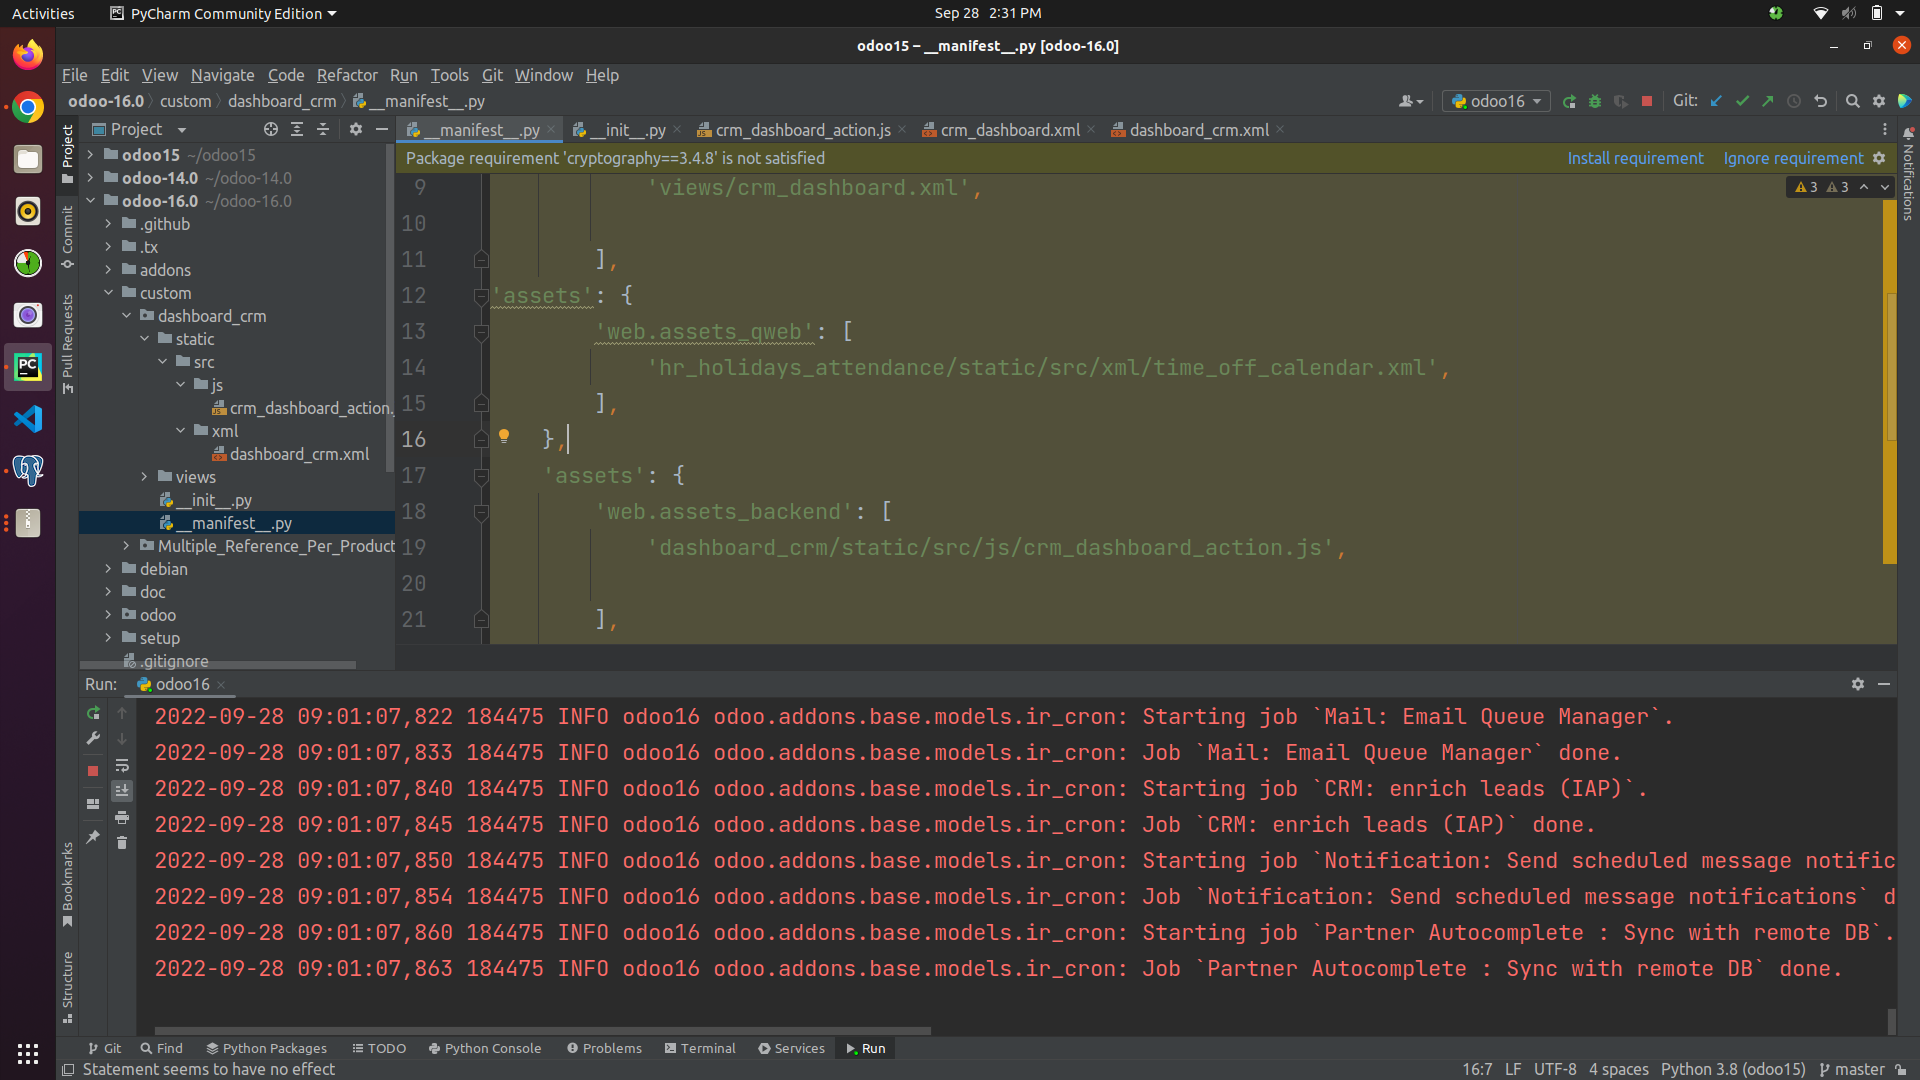 Activities
PyCharm Community Edition
Sep 28 2:31 PM
odoo15 – __manifest__.py [odoo-16.0]
File Edit View Navigate Code Refactor Run Tools Git Window Help
odoo-16.0 custom dashboard_crm __manifest__.py
odoo16
Git:
Project
__manifest__.py
__init__.py
crm_dashboard_action.js
crm_dashboard.xml
dashboard_crm.xml
Package requirement 'cryptography==3.4.8' is not satisfied
Install requirement
Ignore requirement
3 3
Project
Commit
Pull Requests
Bookmarks
Structure
Notifications
odoo15 ~/odoo15
odoo-14.0 ~/odoo-14.0
odoo-16.0 ~/odoo-16.0
.github
.tx
addons
custom
dashboard_crm
static
src
js
crm_dashboard_action.
xml
dashboard_crm.xml
views
__init__.py
__manifest__.py
Multiple_Reference_Per_Product
debian
doc
odoo
setup
.gitignore
9 'views/crm_dashboard.xml',
10
11 ],
12 'assets': {
13 'web.assets_qweb': [
14 'hr_holidays_attendance/static/src/xml/time_off_calendar.xml',
15 ],
16 },
17 'assets': {
18 'web.assets_backend': [
19 'dashboard_crm/static/src/js/crm_dashboard_action.js',
20
21 ],
Run: odoo16
2022-09-28 09:01:07,822 184475 INFO odoo16 odoo.addons.base.models.ir_cron: Starting job `Mail: Email Queue Manager`.
2022-09-28 09:01:07,833 184475 INFO odoo16 odoo.addons.base.models.ir_cron: Job `Mail: Email Queue Manager` done.
2022-09-28 09:01:07,840 184475 INFO odoo16 odoo.addons.base.models.ir_cron: Starting job `CRM: enrich leads (IAP)`.
2022-09-28 09:01:07,845 184475 INFO odoo16 odoo.addons.base.models.ir_cron: Job `CRM: enrich leads (IAP)` done.
2022-09-28 09:01:07,850 184475 INFO odoo16 odoo.addons.base.models.ir_cron: Starting job `Notification: Send scheduled message notific
2022-09-28 09:01:07,854 184475 INFO odoo16 odoo.addons.base.models.ir_cron: Job `Notification: Send scheduled message notifications` d
2022-09-28 09:01:07,860 184475 INFO odoo16 odoo.addons.base.models.ir_cron: Starting job `Partner Autocomplete : Sync with remote DB`.
2022-09-28 09:01:07,863 184475 INFO odoo16 odoo.addons.base.models.ir_cron: Job `Partner Autocomplete : Sync with remote DB` done.
Git Find Python Packages TODO Python Console Problems Terminal Services Run
Statement seems to have no effect
16:7 LF UTF-8 4 spaces Python 3.8 (odoo15) master